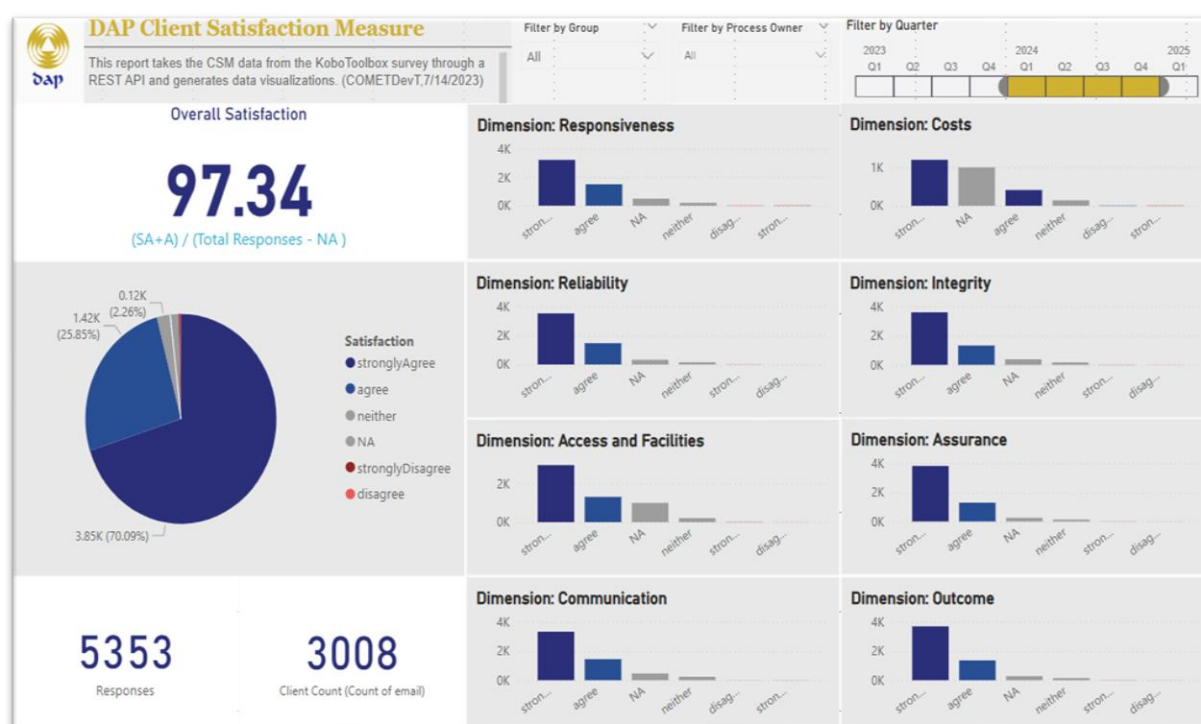 DAP Client Satisfaction Measure
This report takes the CSM data from the KoboToolbox survey through a
REST API and generates data visualizations. (COMETDevT,7/14/2023)
dap
Filter by Group
All
Filter by Process Owner
All
Filter by Quarter
2023 2024 2025
Q1 Q2 Q3 Q4 Q1 Q2 Q3 Q4 Q1
Overall Satisfaction
97.34
(SA+A) / (Total Responses - NA )
0.12K
(2.26%)
1.42K
(25.85%)
3.85K (70.09%)
Satisfaction
stronglyAgree
agree
neither
NA
stronglyDisagree
disagree
5353
Responses
3008
Client Count (Count of email)
Dimension: Responsiveness
4K
2K
0K
stron... agree NA neither disag... stron...
Dimension: Costs
1K
0K
stron... NA agree neither disag... stron...
Dimension: Reliability
4K
2K
0K
stron... agree NA neither stron... disag...
Dimension: Integrity
4K
2K
0K
stron... agree NA neither stron... disag...
Dimension: Access and Facilities
2K
0K
stron... agree NA neither stron... disag...
Dimension: Assurance
4K
2K
0K
stron... agree NA neither stron... disag...
Dimension: Communication
4K
2K
0K
stron... agree NA neither disag... stron...
Dimension: Outcome
4K
2K
0K
stron... agree NA neither stron... disag...